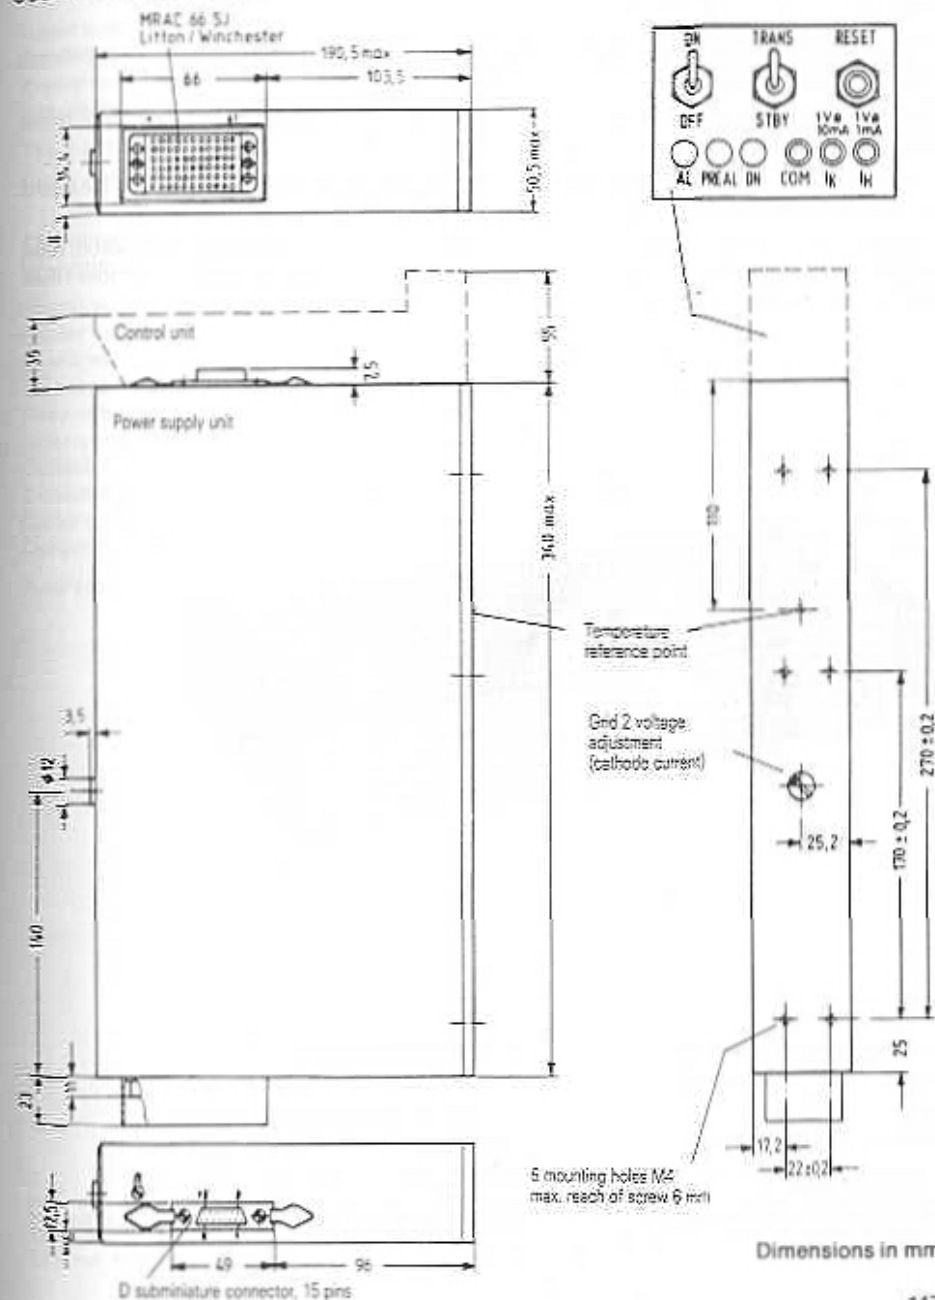 MRAC 66 SJ
Litton / Winchester
190,5 max
66
103,5
50,5 max
ON
TRANS
RESET
OFF
STBY
1V≙
10mA
1V≙
1mA
AL
PREAL
ON
COM
IK
IH
Control unit
35
7,5
55
Power supply unit
340 max
110
Temperature
reference point
3,5
ø12
Grid 2 voltage
adjustment
(cathode current)
25,2
170 ± 0,2
270 ± 0,2
140
25
17,2
22 ±0,2
6 mounting holes M4
max. reach of screw 6 mm
49
96
D subminiature connector, 15 pins
Dimensions in mm